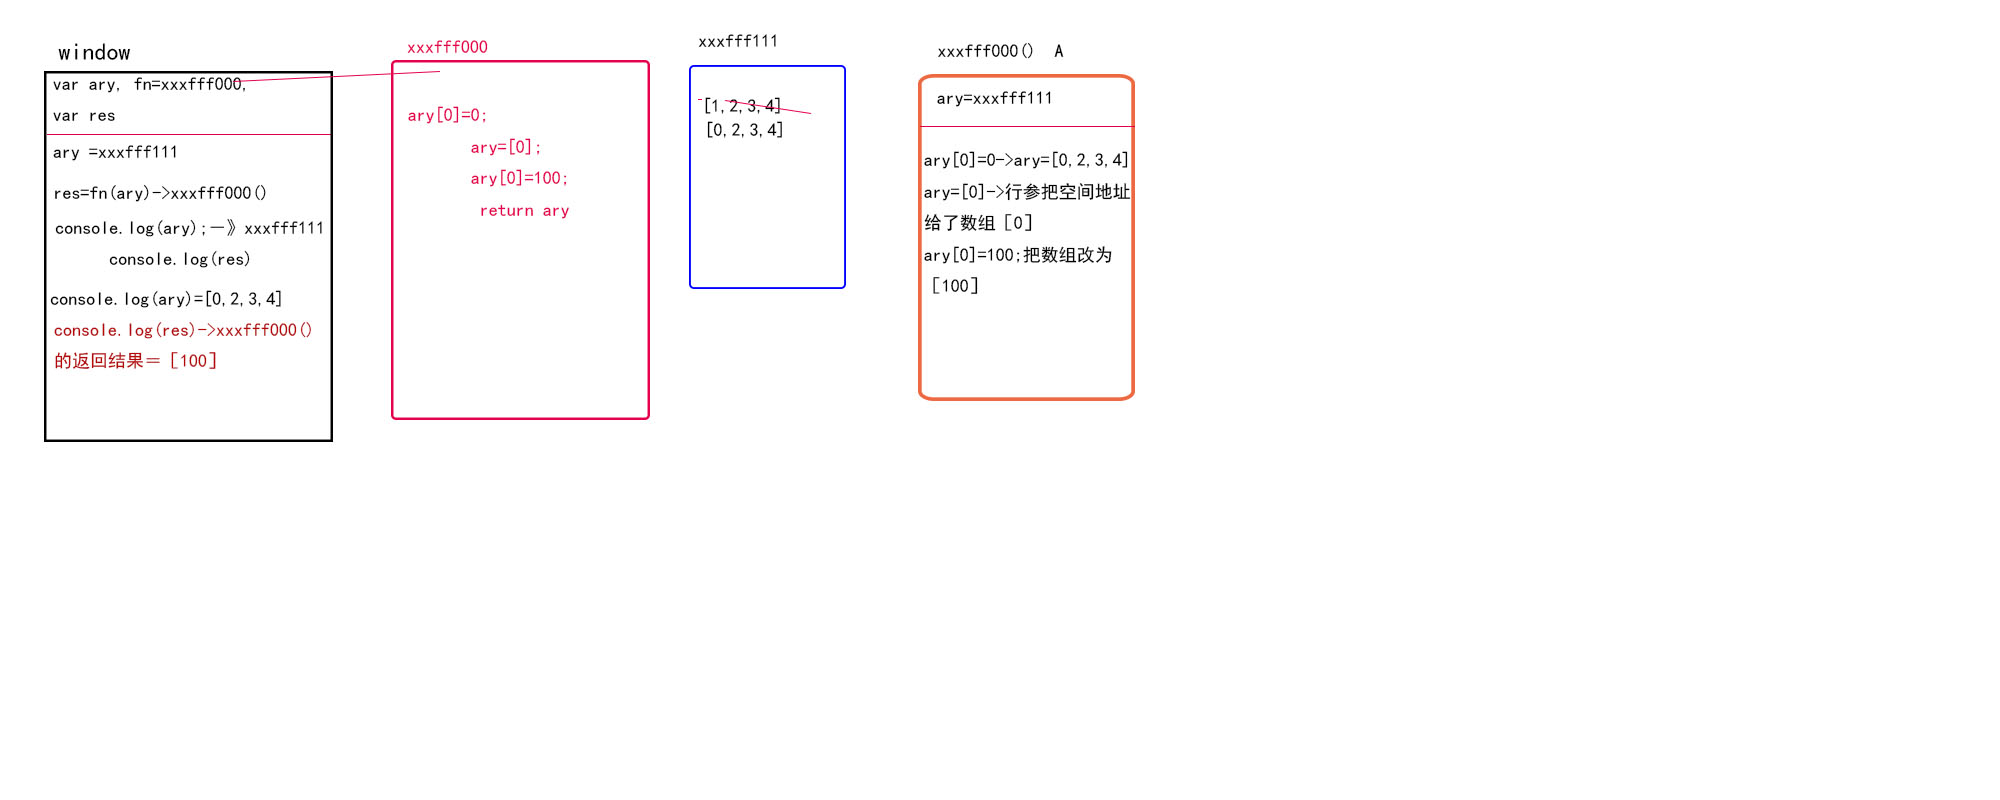 window
var ary, fn=xxxfff000,
var res
ary =xxxfff111
res=fn(ary)->xxxfff000()
console.log(ary);—》xxxfff111
console.log(res)
console.log(ary)=[0,2,3,4]
console.log(res)->xxxfff000()
的返回结果＝［100］
xxxfff000
ary[0]=0;
ary=[0];
ary[0]=100;
return ary
xxxfff111
[1,2,3,4]
[0,2,3,4]
xxxfff000() A
ary=xxxfff111
ary[0]=0->ary=[0,2,3,4]
ary=[0]->行参把空间地址
给了数组［0］
ary[0]=100;把数组改为
［100］